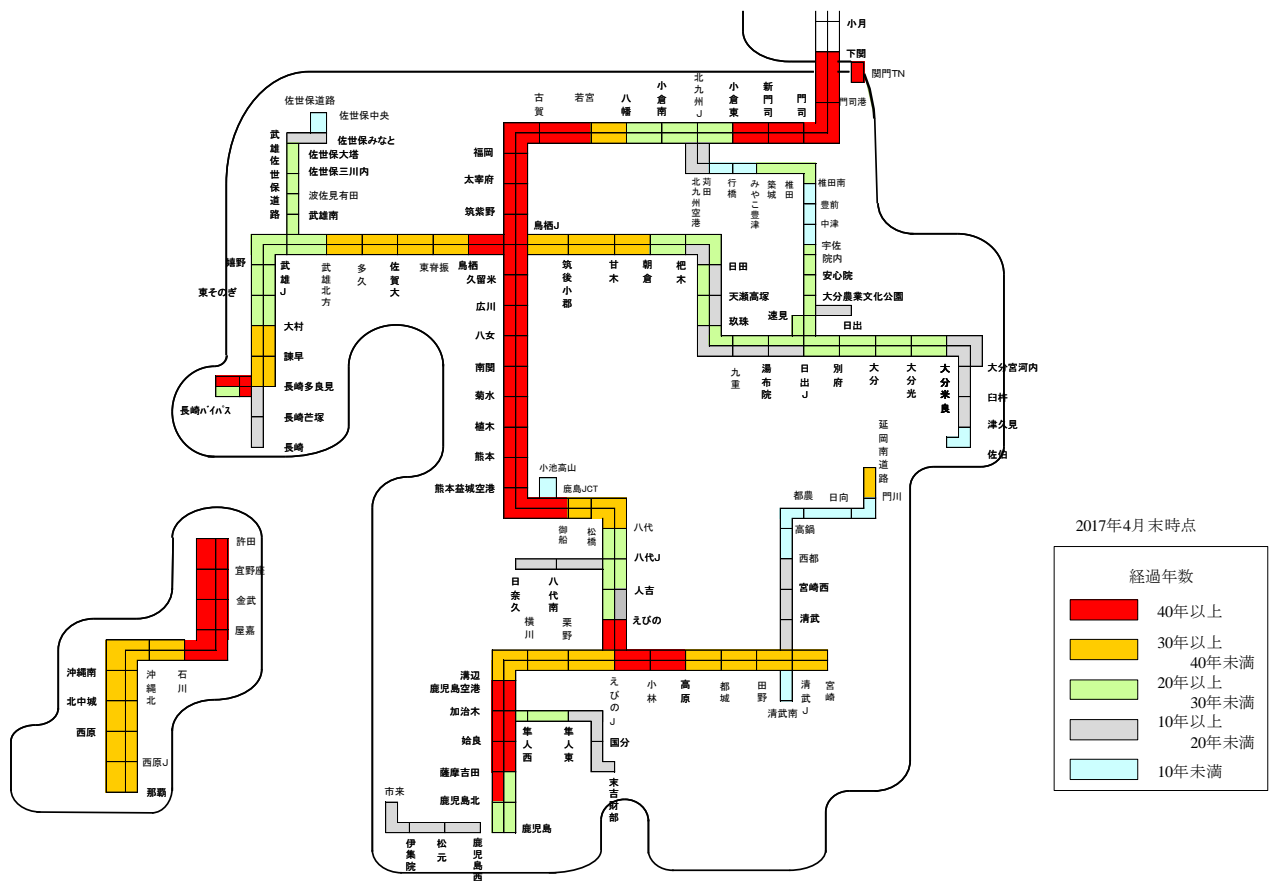 小月
下関
関門TN
門司港
古賀
若宮
八幡
小倉南
北九州J
小倉東
新門司
門司
佐世保道路
佐世保中央
武雄佐世保道路
佐世保みなと
佐世保大塔
佐世保三川内
波佐見有田
武雄南
福岡
太宰府
筑紫野
鳥栖J
北九州空港
苅田
行橋
みやこ豊津
築城
椎田
椎田南
豊前
中津
宇佐
院内
安心院
大分農業文化公園
速見
日出
嬉野
東そのぎ
大村
諫早
長崎多良見
長崎バイパス
長崎芒塚
長崎
武雄J
武雄北方
多久
佐賀大
東脊振
鳥栖
久留米
広川
八女
南関
菊水
植木
熊本
熊本益城空港
筑後小郡
甘木
朝倉
杷木
日田
天瀬高塚
玖珠
九重
湯布院
日出J
別府
大分
大分光
大分米良
大分宮河内
臼杵
津久見
佐伯
延岡南道路
門川
日向
都農
高鍋
西都
宮崎西
清武
小池高山
鹿島JCT
御船
松橋
八代
八代J
人吉
えびの
日奈久
八代南
横川
栗野
溝辺
鹿児島空港
加治木
姶良
薩摩吉田
鹿児島北
鹿児島
えびのJ
小林
高原
都城
田野
清武南
清武J
宮崎
隼人西
隼人東
国分
末吉財部
市来
伊集院
松元
鹿児島西
許田
宜野座
金武
屋嘉
石川
沖縄北
沖縄南
北中城
西原
西原J
那覇
2017年4月末時点
経過年数
40年以上
30年以上
40年未満
20年以上
30年未満
10年以上
20年未満
10年未満